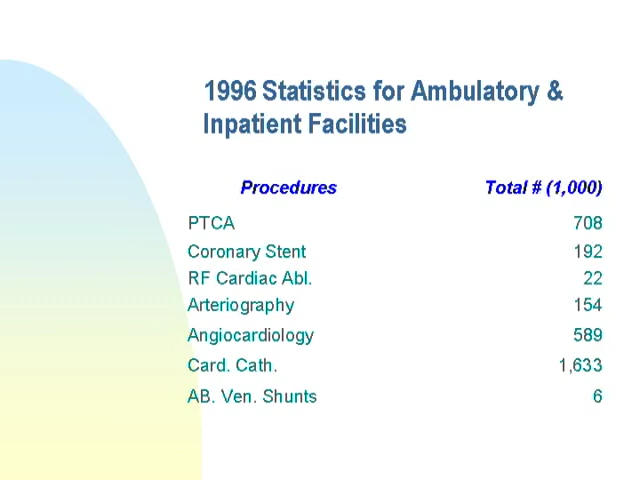 1996 Statistics for Ambulatory &
Inpatient Facilities
Procedures Total # (1,000)
PTCA 708
Coronary Stent 192
RF Cardiac Abl. 22
Arteriography 154
Angiocardiology 589
Card. Cath. 1,633
AB. Ven. Shunts 6